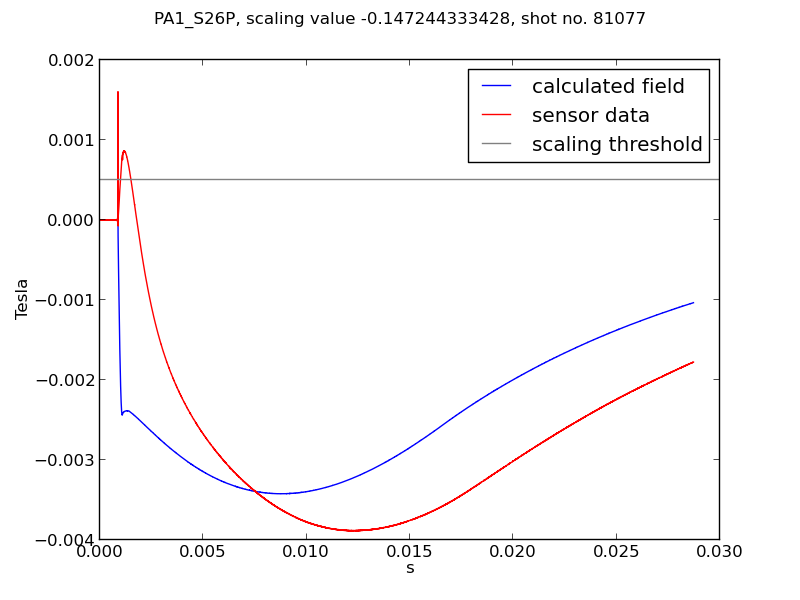 PA1_S26P, scaling value -0.147244333428, shot no. 81077
calculated field
sensor data
scaling threshold
Tesla
0.002
0.001
0.000
−0.001
−0.002
−0.003
−0.004
0.000 0.005 0.010 0.015 0.020 0.025 0.030
s